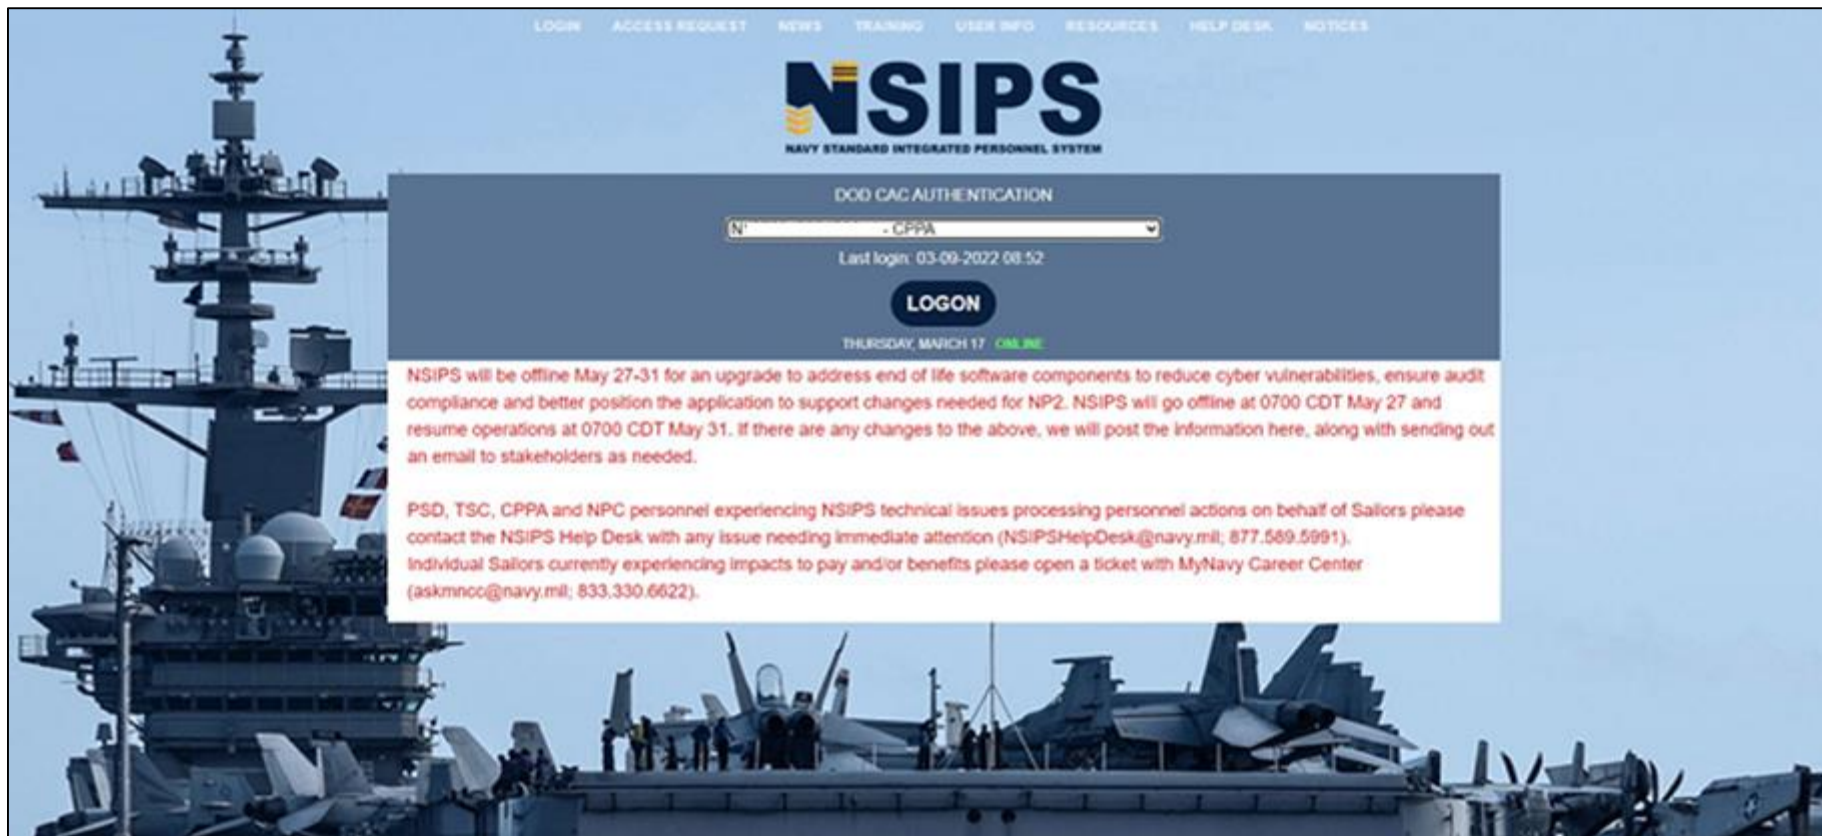 LOGIN ACCESS REQUEST NEWS TRAINING USER INFO RESOURCES HELP DESK NOTICES
NSIPS
NAVY STANDARD INTEGRATED PERSONNEL SYSTEM
DOD CAC AUTHENTICATION
- CPPA
Last login: 03-09-2022 08:52
LOGON
THURSDAY, MARCH 17 ONLINE
NSIPS will be offline May 27-31 for an upgrade to address end of life software components to reduce cyber vulnerabilities, ensure audit
compliance and better position the application to support changes needed for NP2. NSIPS will go offline at 0700 CDT May 27 and
resume operations at 0700 CDT May 31. If there are any changes to the above, we will post the information here, along with sending out
an email to stakeholders as needed.
PSD, TSC, CPPA and NPC personnel experiencing NSIPS technical issues processing personnel actions on behalf of Sailors please
contact the NSIPS Help Desk with any issue needing immediate attention (NSIPSHelpDesk@navy.mil; 877.589.5991).
Individual Sailors currently experiencing impacts to pay and/or benefits please open a ticket with MyNavy Career Center
(askmncc@navy.mil; 833.330.6622).